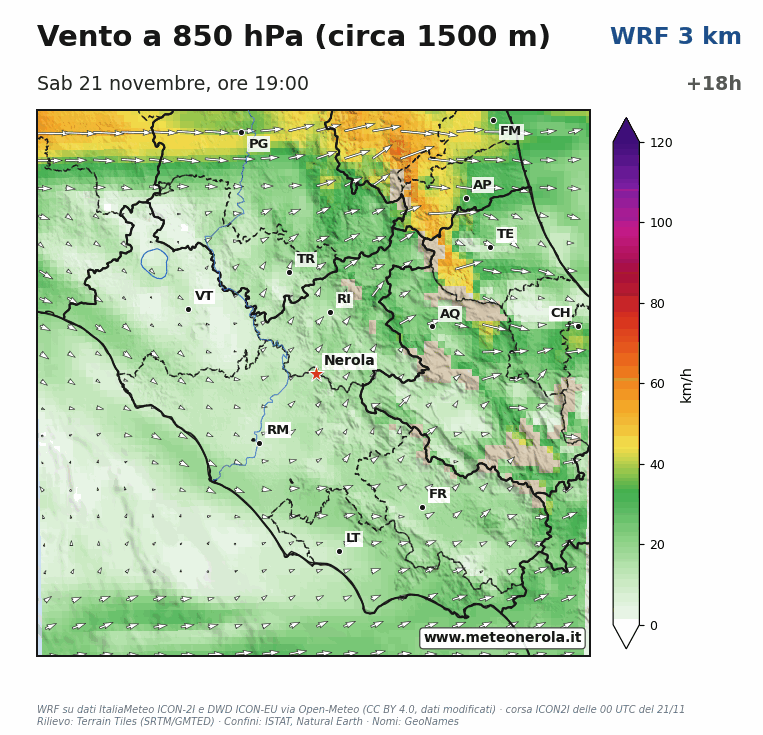 Vento a 850 hPa (circa 1500 m)
WRF 3 km
Sab 21 novembre, ore 19:00
+18h
PG
FM
AP
TE
TR
VT
RI
AQ
CH
Nerola
RM
FR
LT
www.meteonerola.it
120
100
80
60
40
20
0
km/h
WRF su dati ItaliaMeteo ICON-2I e DWD ICON-EU via Open-Meteo (CC BY 4.0, dati modificati) · corsa ICON2I delle 00 UTC del 21/11
Rilievo: Terrain Tiles (SRTM/GMTED) · Confini: ISTAT, Natural Earth · Nomi: GeoNames